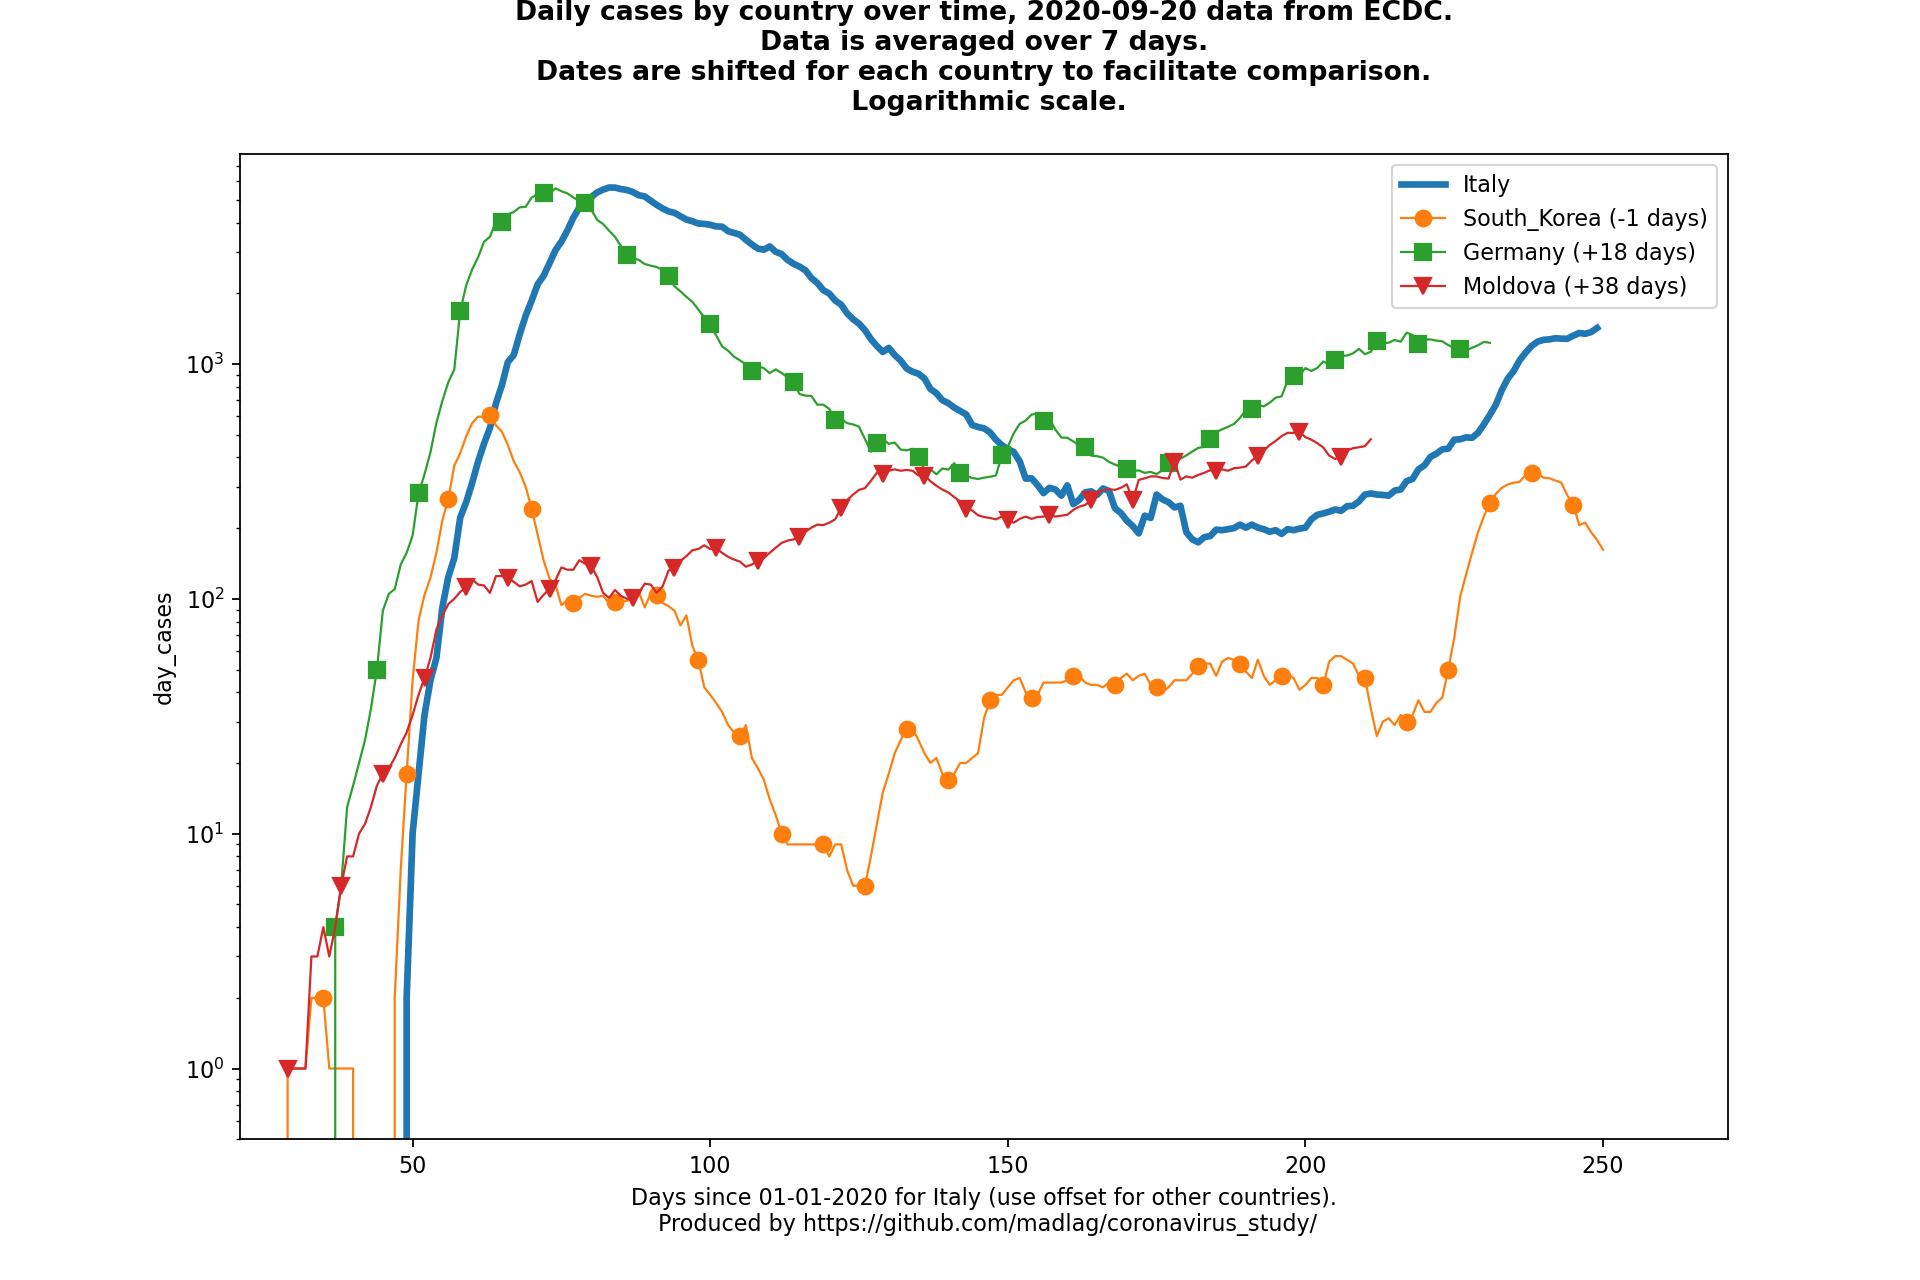 Daily cases by country over time, 2020-09-20 data from ECDC.
Data is averaged over 7 days.
Dates are shifted for each country to facilitate comparison.
Logarithmic scale.
Italy
South_Korea (-1 days)
Germany (+18 days)
Moldova (+38 days)
day_cases
10³
10²
10¹
10⁰
50 100 150 200 250
Days since 01-01-2020 for Italy (use offset for other countries).
Produced by https://github.com/madlag/coronavirus_study/